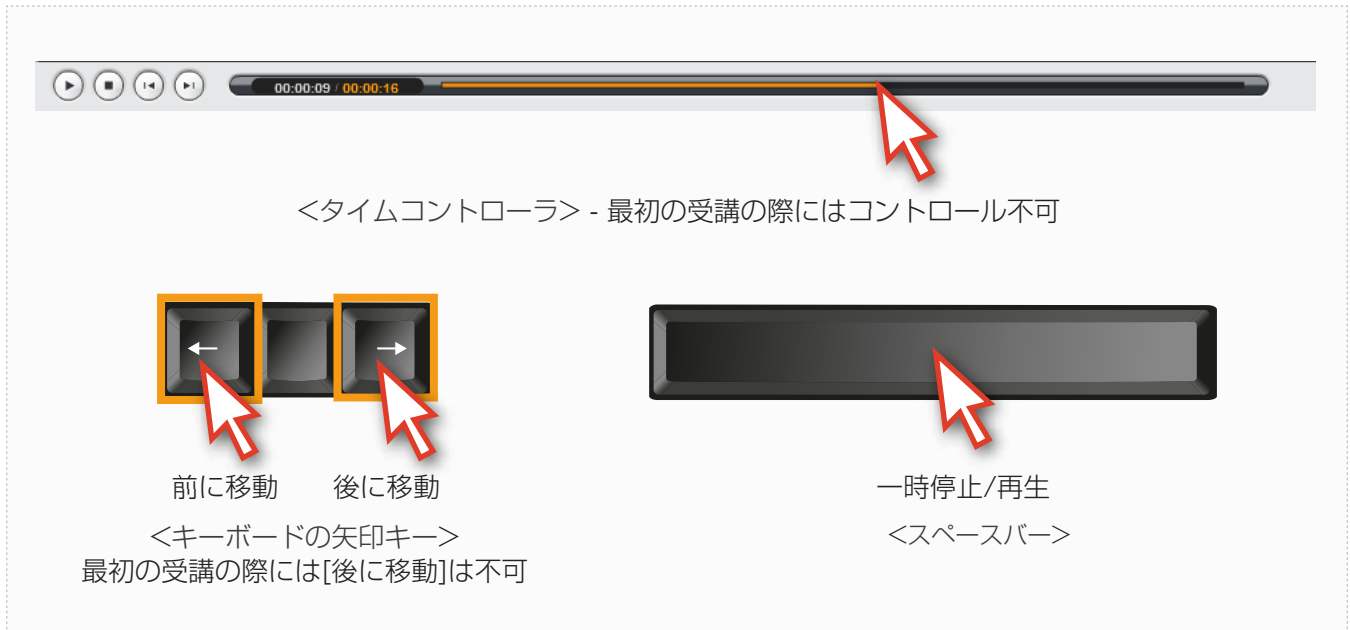 00:00:09 / 00:00:16
<タイムコントローラ> - 最初の受講の際にはコントロール不可
← →
前に移動 後に移動
一時停止/再生
<キーボードの矢印キー>
<スペースバー>
最初の受講の際には[後に移動]は不可